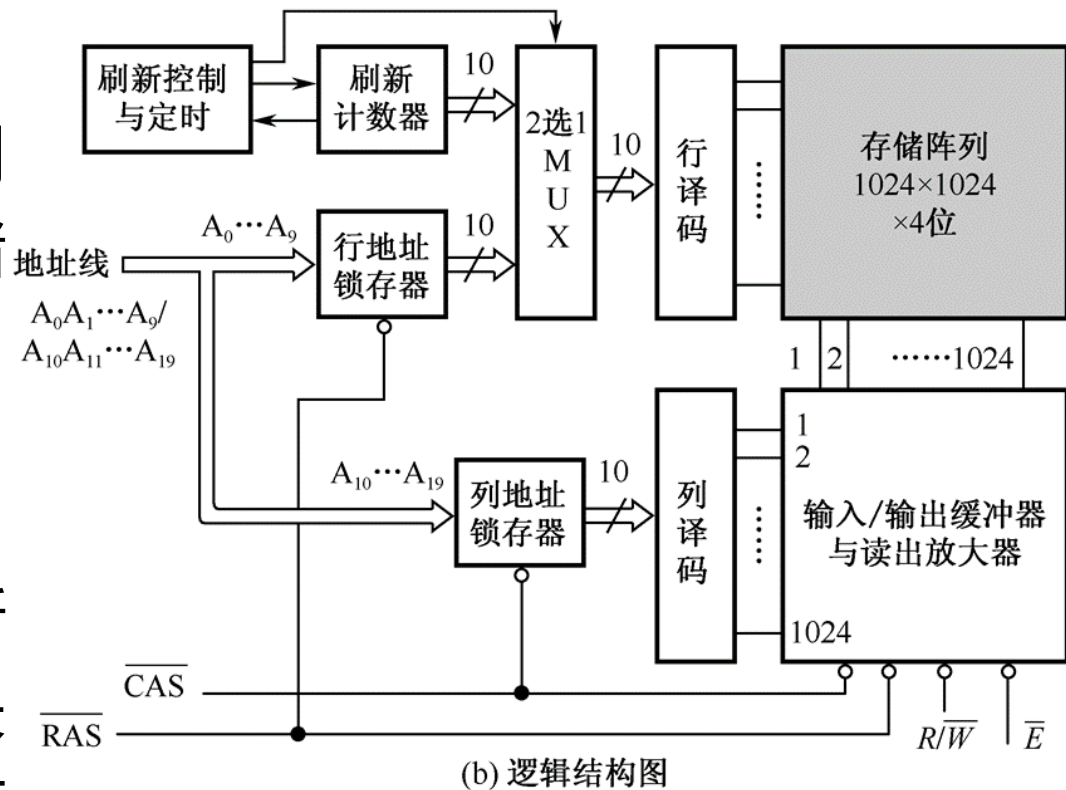 刷新控制
与定时
刷新
计数器
10
2选1
M
U
X
10
行
译
码
······
存储阵列
1024×1024
×4位
地址线
A₀A₁···A₉/
A₁₀A₁₁···A₁₉
A₀···A₉
行地址
锁存器
10
1 2 ······1024
A₁₀···A₁₉
列地址
锁存器
10
列
译
码
······
1
2
1024
输入/输出缓冲器
与读出放大器
C̅A̅S̅
R̅A̅S̅
R/W̅
E̅
(b) 逻辑结构图